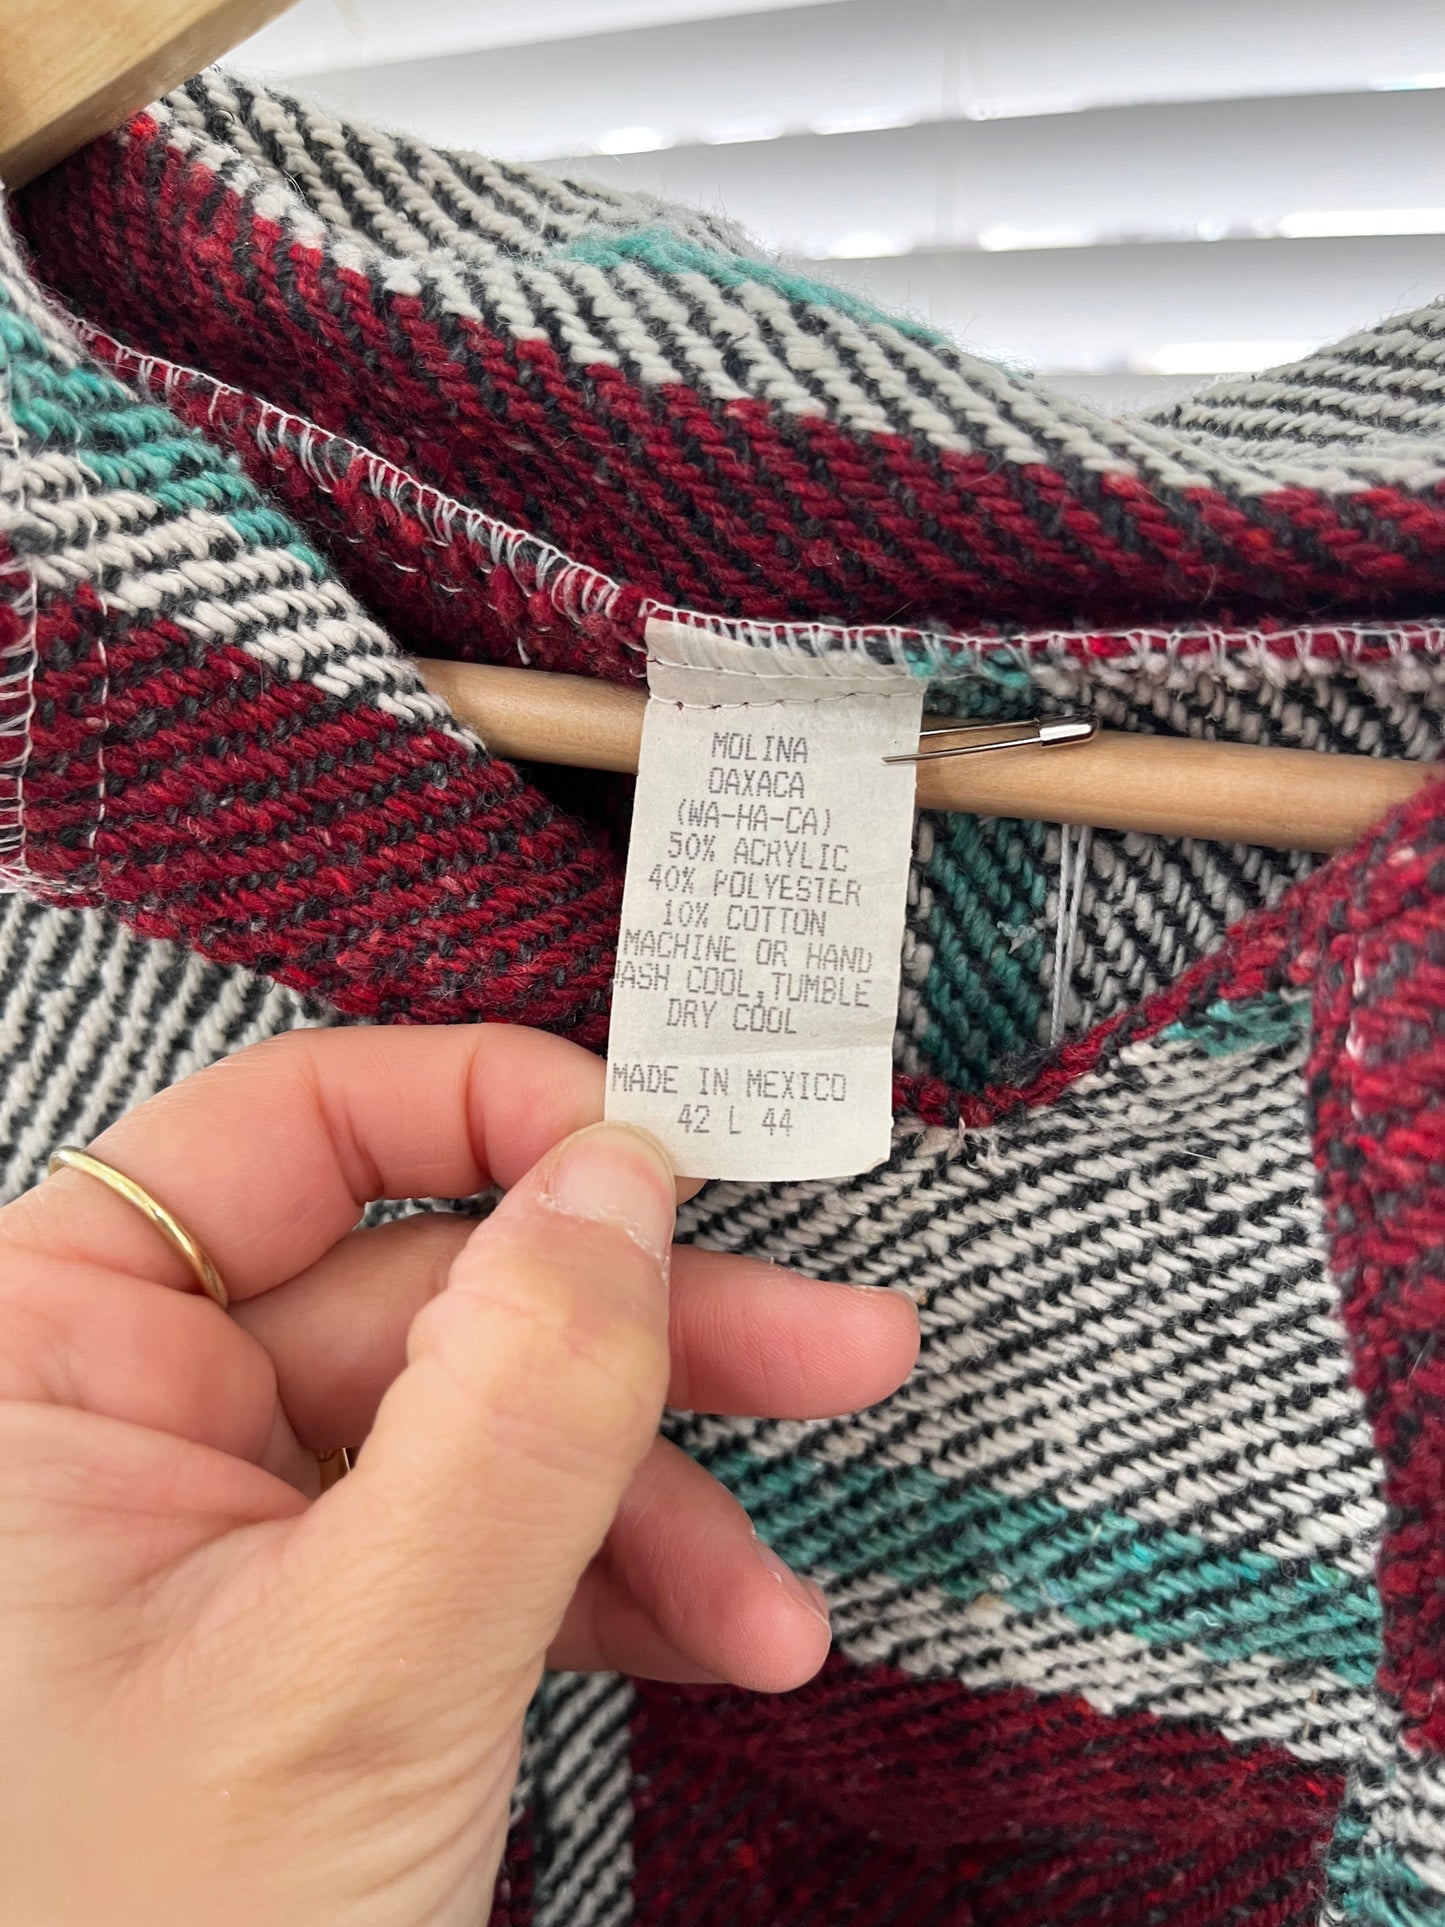 MOLINA
OAXACA
(WA-HA-CA)
50% ACRYLIC
40% POLYESTER
10% COTTON
MACHINE OR HAND
WASH COOL,TUMBLE
DRY COOL
MADE IN MEXICO
42 L 44